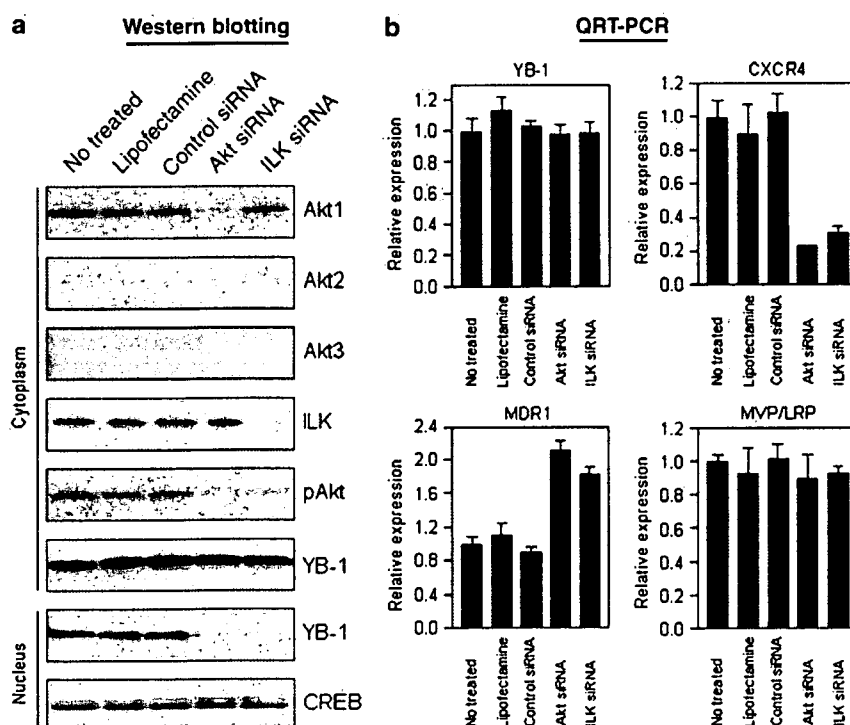 a Western blotting
No treated
Lipofectamine
Control siRNA
Akt siRNA
ILK siRNA
Cytoplasm
Akt1
Akt2
Akt3
ILK
pAkt
YB-1
Nucleus
YB-1
CREB
b QRT-PCR
YB-1
Relative expression
1.2
1.0
0.8
0.6
0.4
0.2
0.0
No treated
Lipofectamine
Control siRNA
Akt siRNA
ILK siRNA
CXCR4
Relative expression
1.2
1.0
0.8
0.6
0.4
0.2
0.0
No treated
Lipofectamine
Control siRNA
Akt siRNA
ILK siRNA
MDR1
Relative expression
2.4
2.0
1.6
1.2
0.8
0.4
0.0
No treated
Lipofectamine
Control siRNA
Akt siRNA
ILK siRNA
MVP/LRP
Relative expression
1.2
1.0
0.8
0.6
0.4
0.2
0.0
No treated
Lipofectamine
Control siRNA
Akt siRNA
ILK siRNA